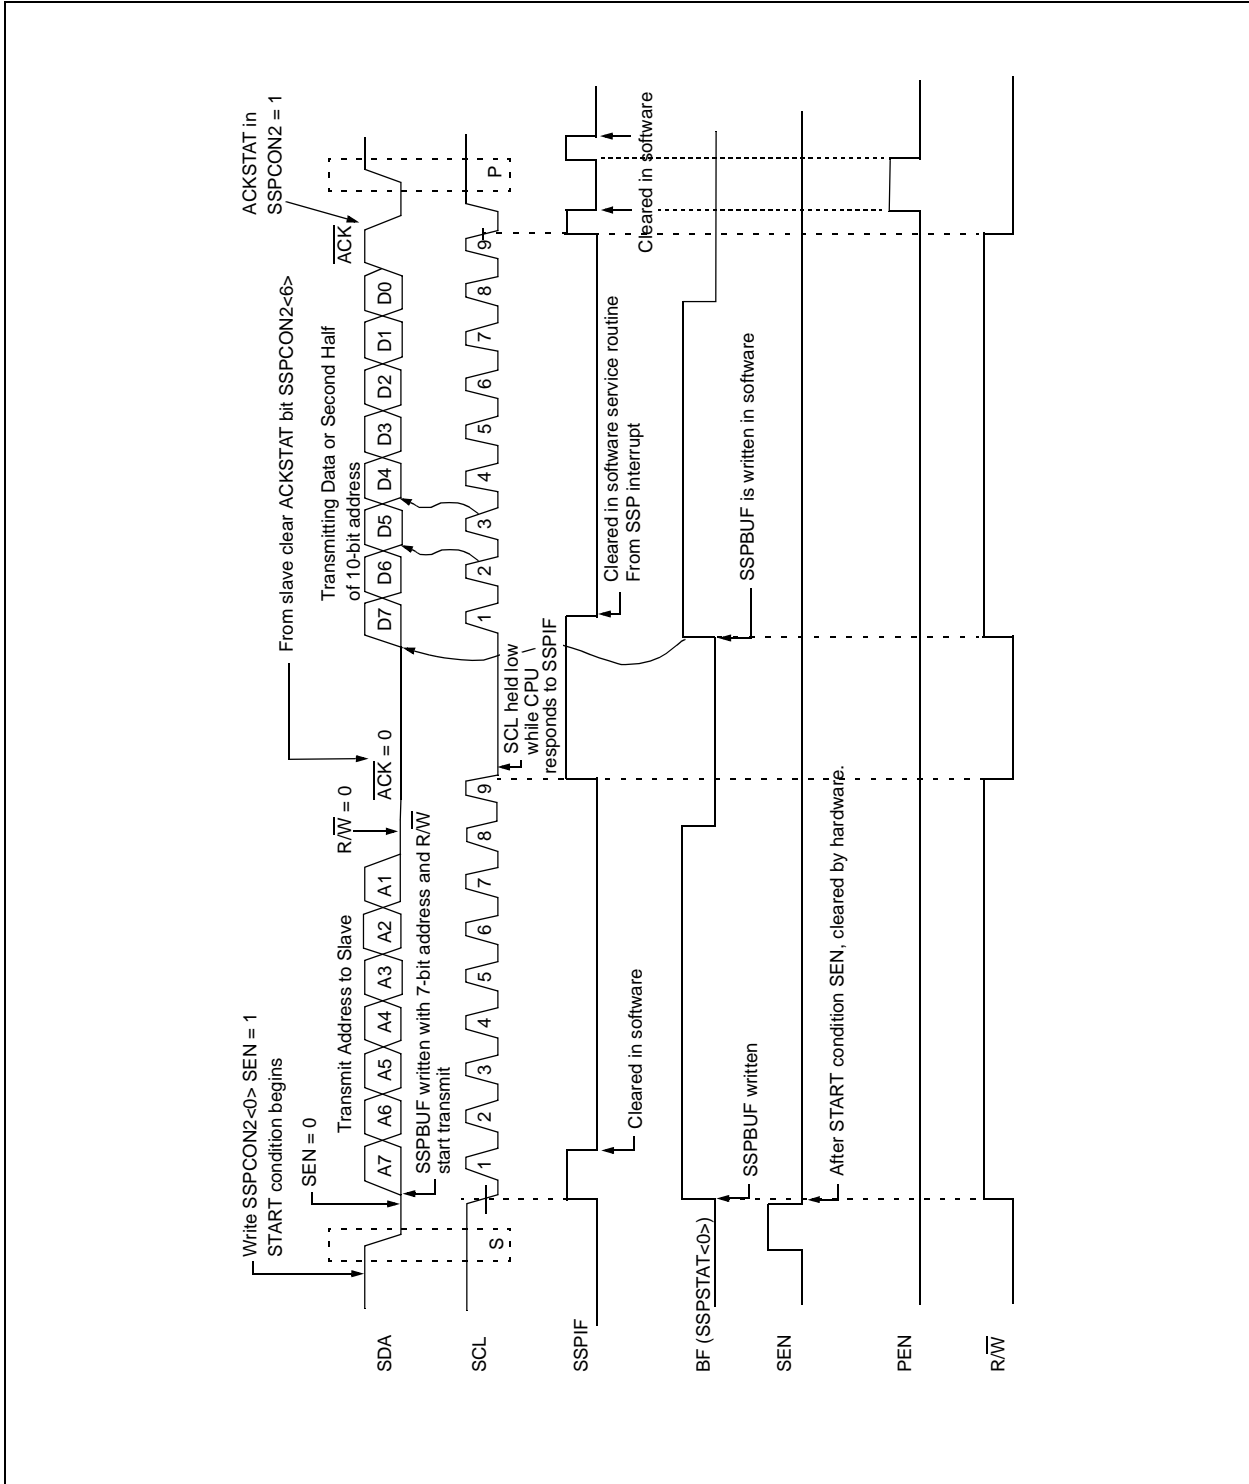 Write SSPCON2<0> SEN = 1
START condition begins
SEN = 0
Transmit Address to Slave
R/W = 0
From slave clear ACKSTAT bit SSPCON2<6>
ACK = 0
Transmitting Data or Second Half
of 10-bit address
ACK
ACKSTAT in
SSPCON2 = 1
SDA
A7 A6 A5 A4 A3 A2 A1
D7 D6 D5 D4 D3 D2 D1 D0
SSPBUF written with 7-bit address and R/W
start transmit
SCL
S
1 2 3 4 5 6 7 8 9
1 2 3 4 5 6 7 8 9
P
SCL held low
while CPU
responds to SSPIF
SSPIF
Cleared in software
Cleared in software service routine
From SSP interrupt
Cleared in software
BF (SSPSTAT<0>)
SSPBUF written
SSPBUF is written in software
SEN
After START condition SEN, cleared by hardware.
PEN
R/W